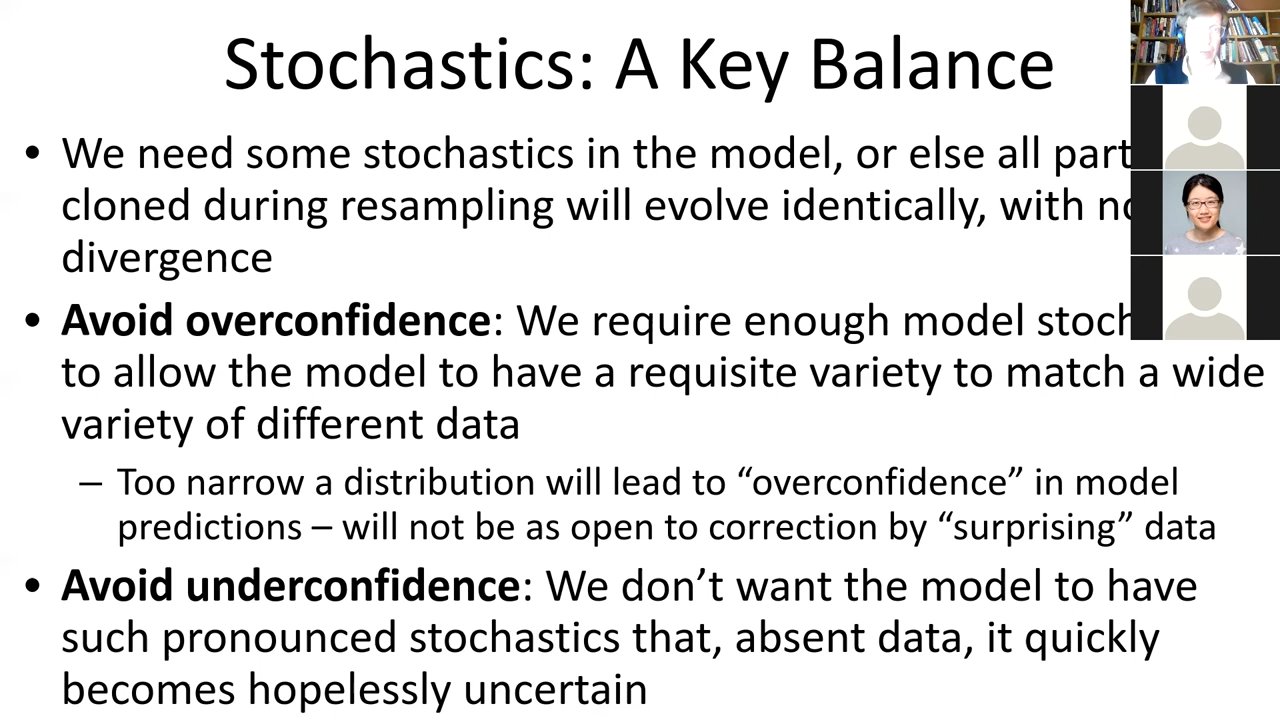 Stochastics: A Key Balance
• We need some stochastics in the model, or else all part
cloned during resampling will evolve identically, with no
divergence
• Avoid overconfidence: We require enough model stoch
to allow the model to have a requisite variety to match a wide
variety of different data
– Too narrow a distribution will lead to “overconfidence” in model
predictions – will not be as open to correction by “surprising” data
• Avoid underconfidence: We don’t want the model to have
such pronounced stochastics that, absent data, it quickly
becomes hopelessly uncertain